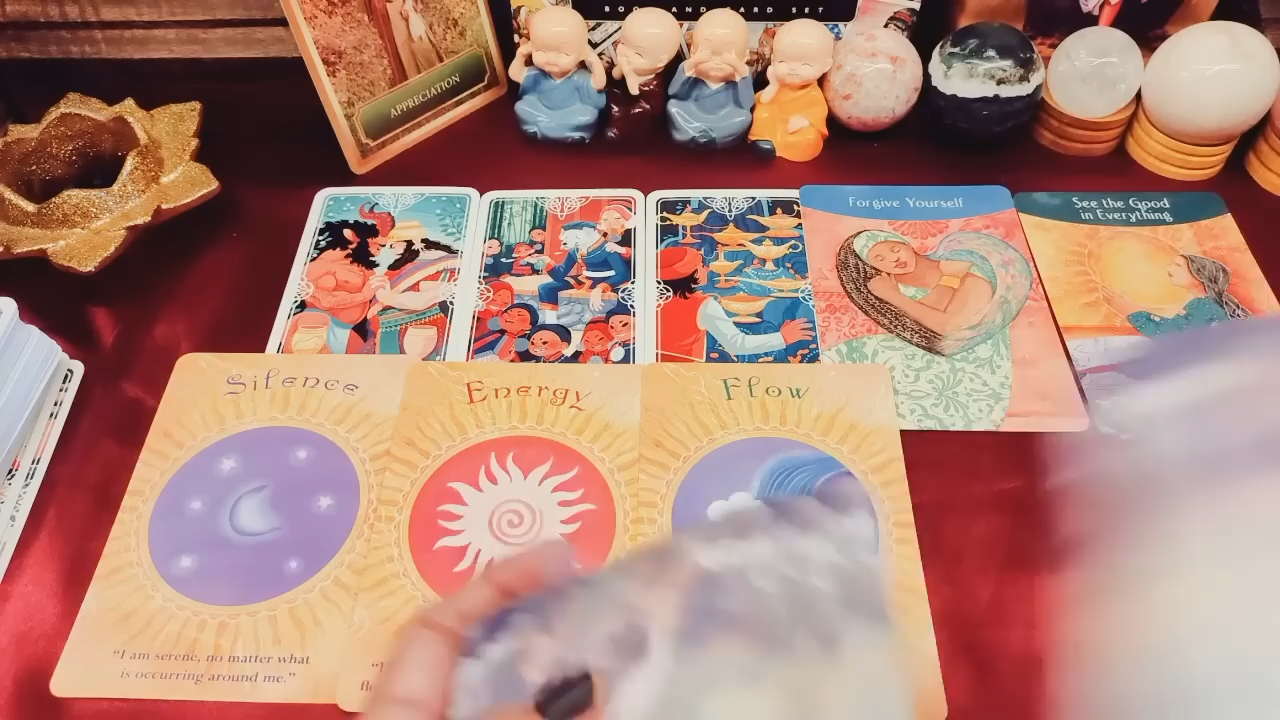 BOOK AND CARD SET
APPRECIATION
Forgive Yourself
See the Good
in Everything
Silence
Energy
Flow
"I am serene, no matter what
is occurring around me."